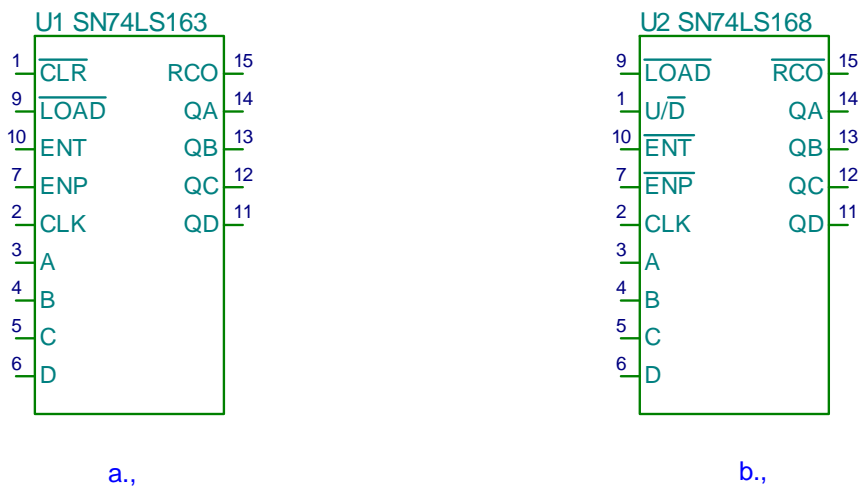 U1 SN74LS163
1 CLR RCO 15
9 LOAD QA 14
10 ENT QB 13
7 ENP QC 12
2 CLK QD 11
3 A
4 B
5 C
6 D
a.,
U2 SN74LS168
9 LOAD RCO 15
1 U/D QA 14
10 ENT QB 13
7 ENP QC 12
2 CLK QD 11
3 A
4 B
5 C
6 D
b.,